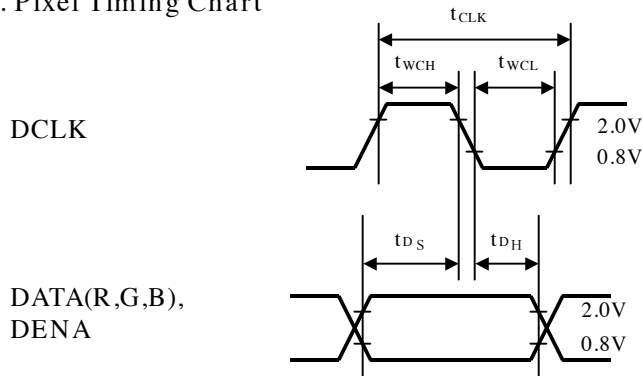 . Pixel Timing Chart
tCLK
tWCH tWCL
DCLK
2.0V
0.8V
tDS tDH
DATA(R,G,B),
DENA
2.0V
0.8V